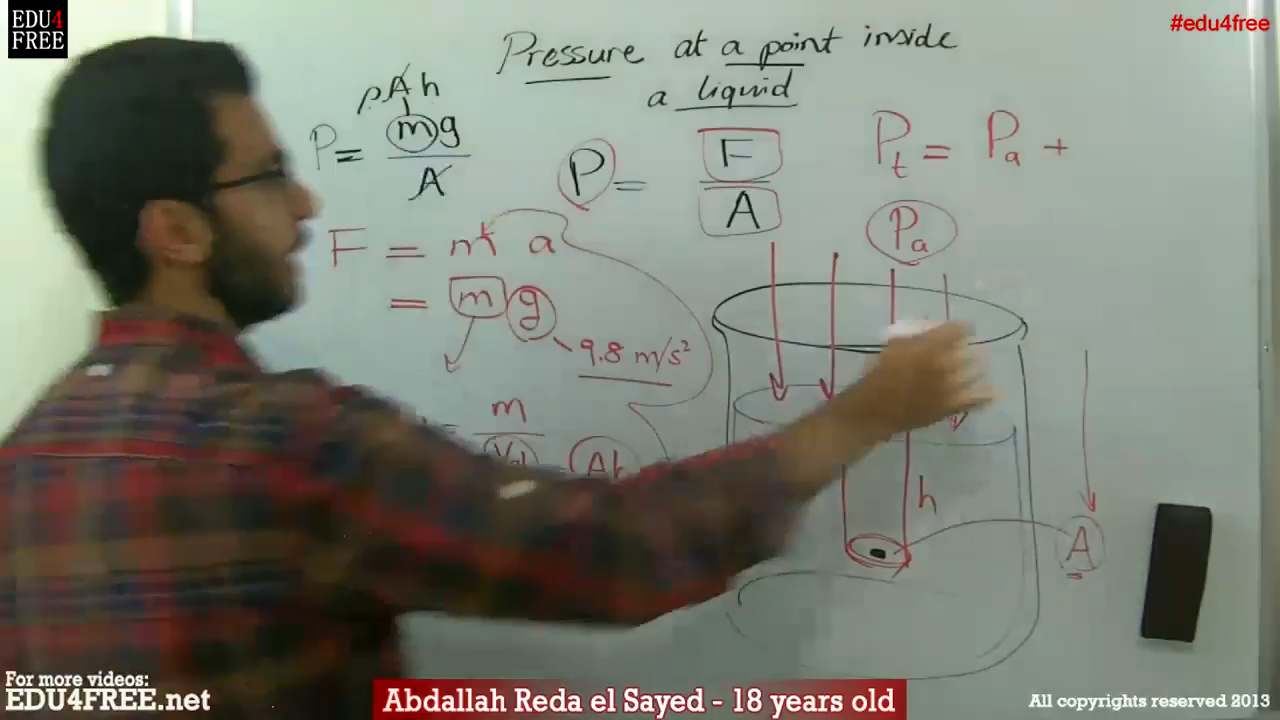 EDU4
FREE
#edu4free
Pressure at a point inside
a liquid
ρAh
P = mg
A
P = F
A
Pt = Pa +
Pa
F = m a
= m g
9.8 m/s²
= m
h
A
For more videos:
EDU4FREE.net
Abdallah Reda el Sayed - 18 years old
All copyrights reserved 2013